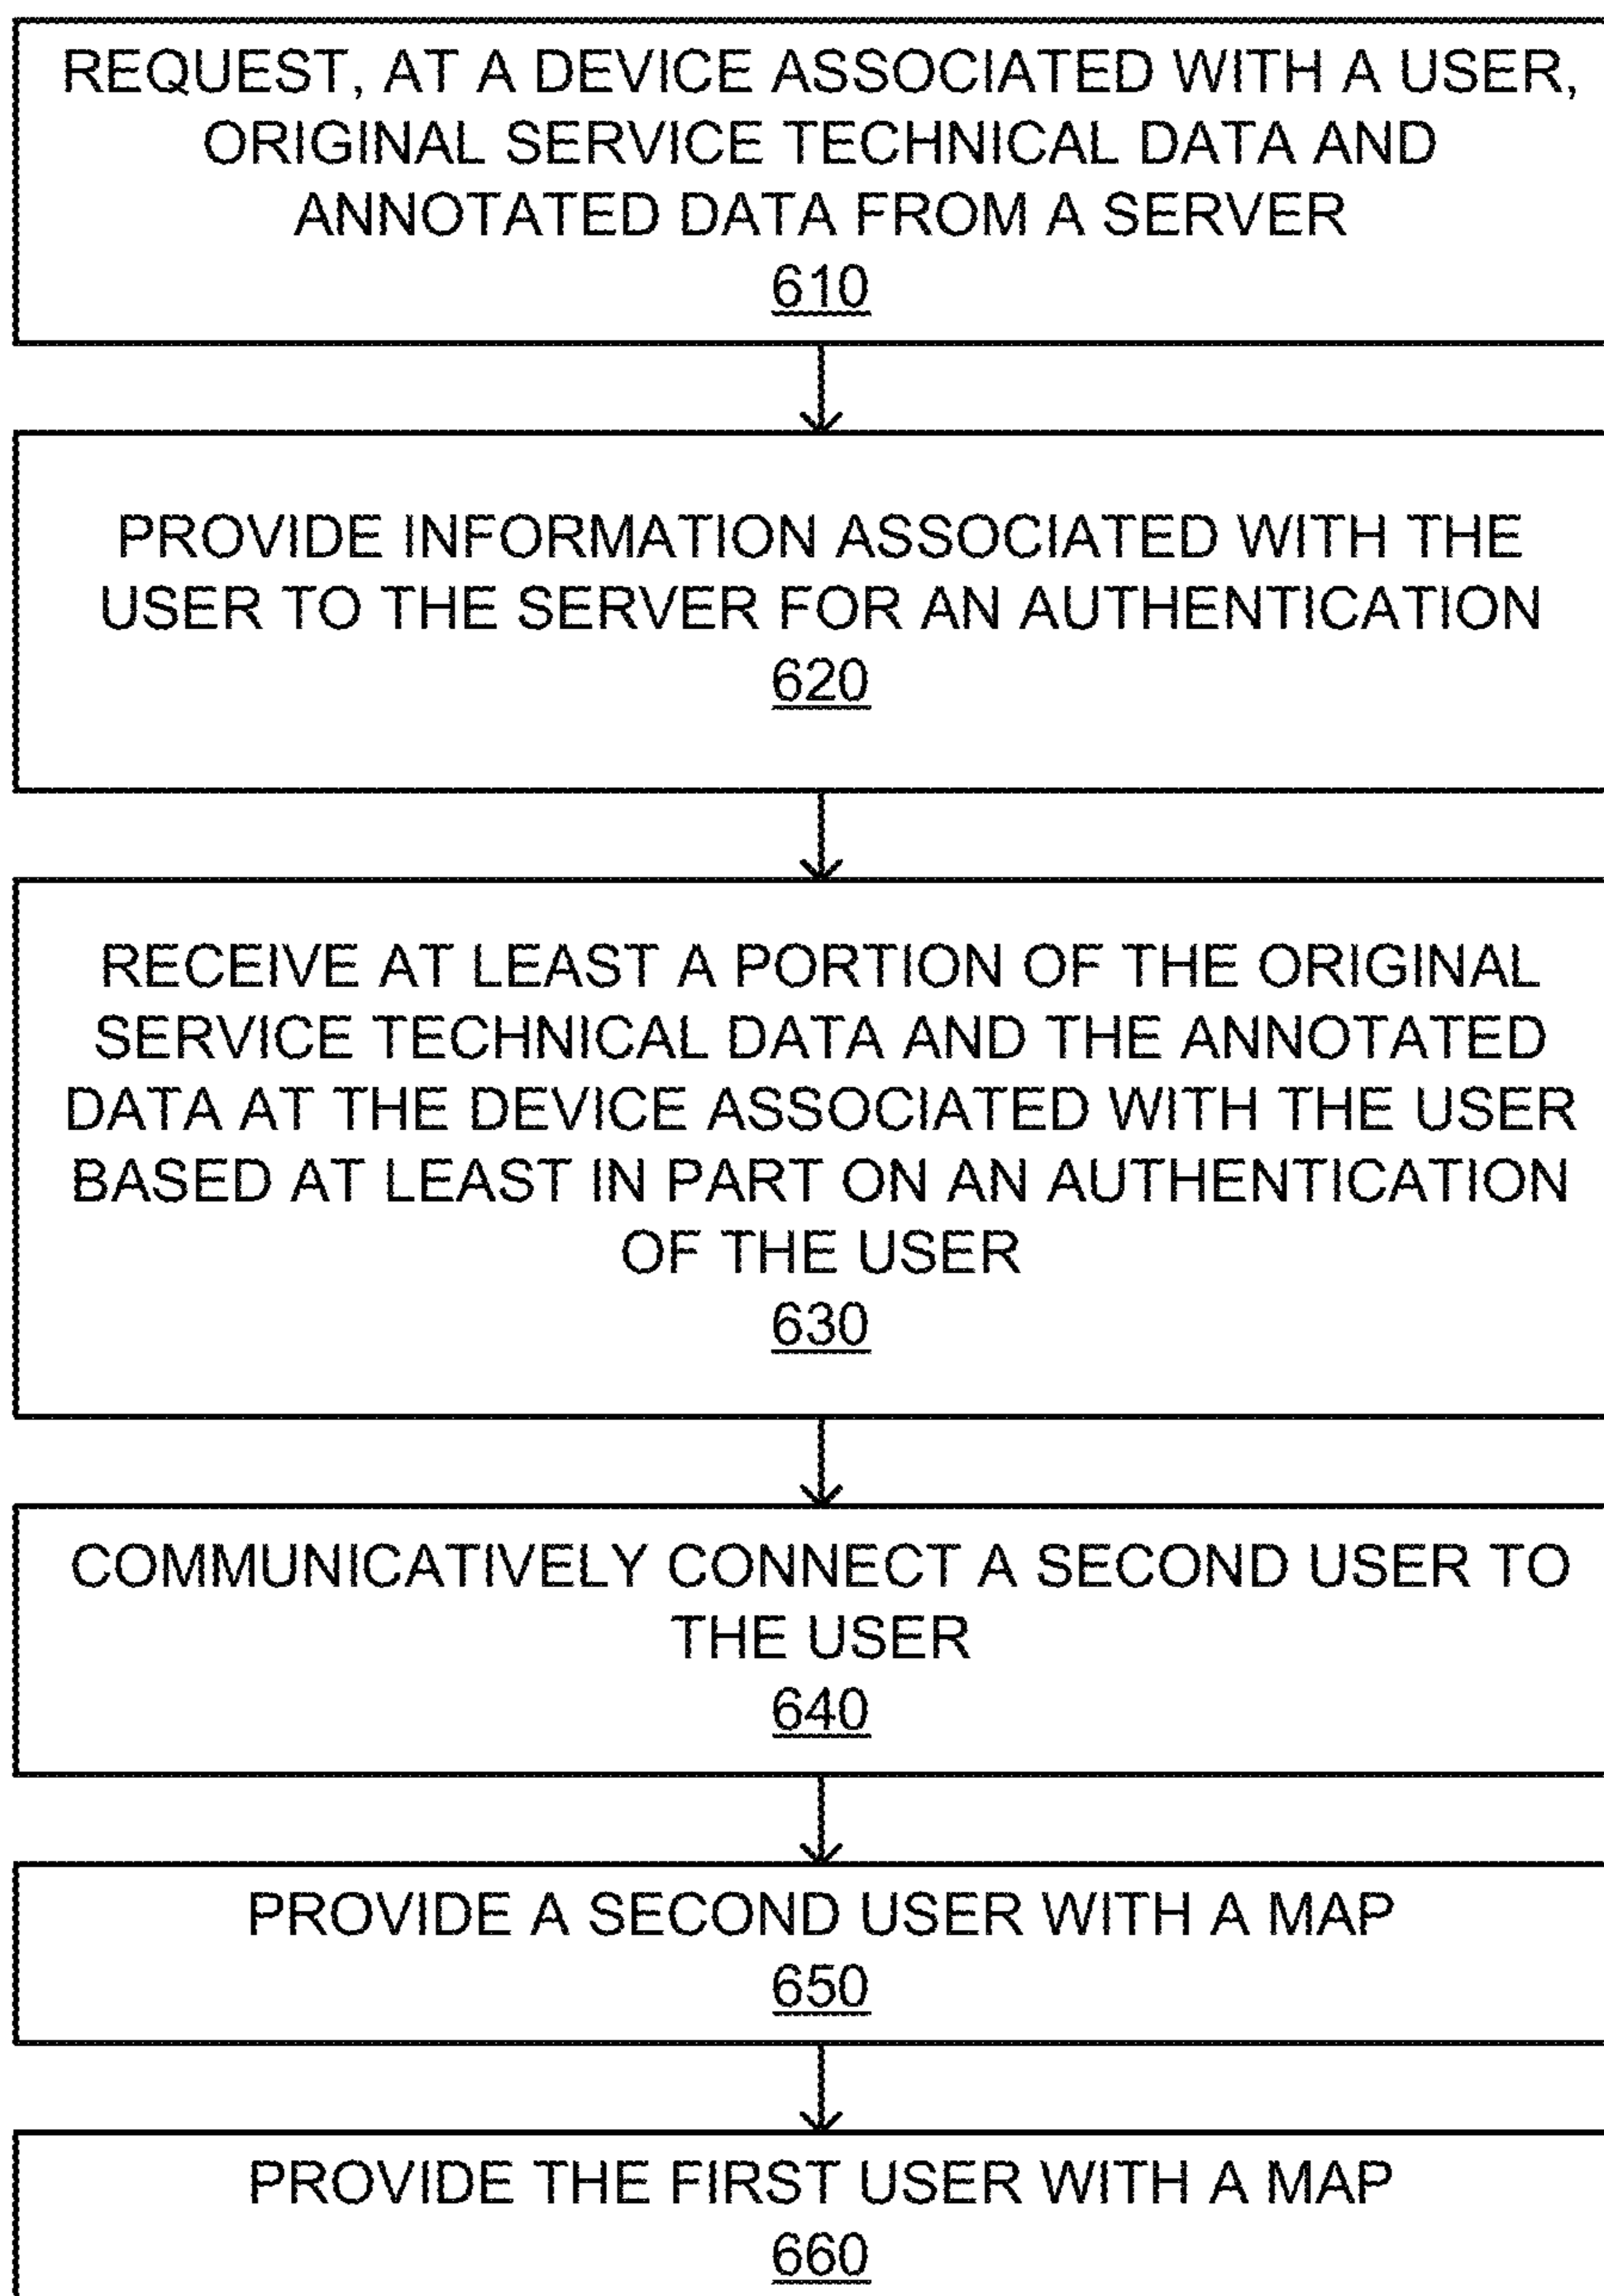 REQUEST, AT A DEVICE ASSOCIATED WITH A USER,
ORIGINAL SERVICE TECHNICAL DATA AND
ANNOTATED DATA FROM A SERVER
610
PROVIDE INFORMATION ASSOCIATED WITH THE
USER TO THE SERVER FOR AN AUTHENTICATION
620
RECEIVE AT LEAST A PORTION OF THE ORIGINAL
SERVICE TECHNICAL DATA AND THE ANNOTATED
DATA AT THE DEVICE ASSOCIATED WITH THE USER
BASED AT LEAST IN PART ON AN AUTHENTICATION
OF THE USER
630
COMMUNICATIVELY CONNECT A SECOND USER TO
THE USER
640
PROVIDE A SECOND USER WITH A MAP
650
PROVIDE THE FIRST USER WITH A MAP
660